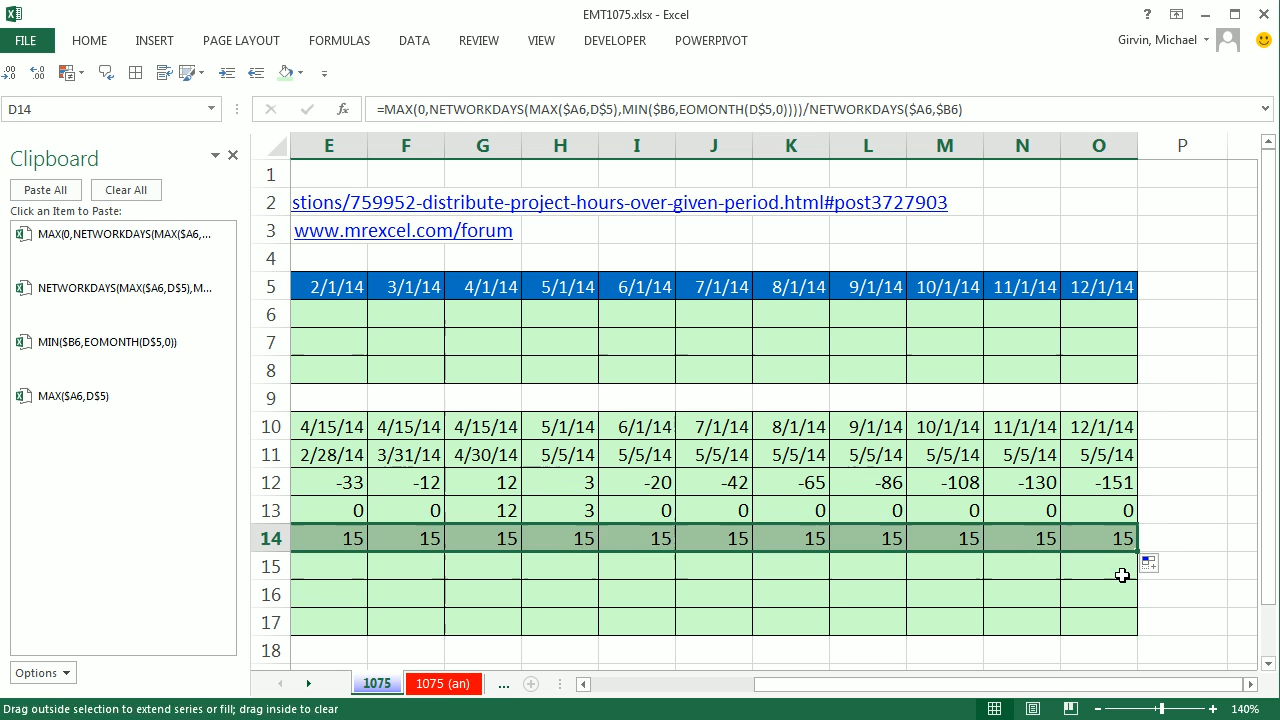 EMT1075.xlsx - Excel
FILE HOME INSERT PAGE LAYOUT FORMULAS DATA REVIEW VIEW DEVELOPER POWERPIVOT Girvin, Michael
D14 fx =MAX(0,NETWORKDAYS(MAX($A6,D$5),MIN($B6,EOMONTH(D$5,0))))/NETWORKDAYS($A6,$B6)
Clipboard
Paste All Clear All
Click an Item to Paste:
MAX(0,NETWORKDAYS(MAX($A6,...
NETWORKDAYS(MAX($A6,D$5),M...
MIN($B6,EOMONTH(D$5,0))
MAX($A6,D$5)
Options
E F G H I J K L M N O P
1
2 stions/759952-distribute-project-hours-over-given-period.html#post3727903
3 www.mrexcel.com/forum
4
5 2/1/14 3/1/14 4/1/14 5/1/14 6/1/14 7/1/14 8/1/14 9/1/14 10/1/14 11/1/14 12/1/14
6
7
8
9
10 4/15/14 4/15/14 4/15/14 5/1/14 6/1/14 7/1/14 8/1/14 9/1/14 10/1/14 11/1/14 12/1/14
11 2/28/14 3/31/14 4/30/14 5/5/14 5/5/14 5/5/14 5/5/14 5/5/14 5/5/14 5/5/14 5/5/14
12 -33 -12 12 3 -20 -42 -65 -86 -108 -130 -151
13 0 0 12 3 0 0 0 0 0 0 0
14 15 15 15 15 15 15 15 15 15 15 15
15
16
17
18
1075 1075 (an) ...
Drag outside selection to extend series or fill; drag inside to clear 140%